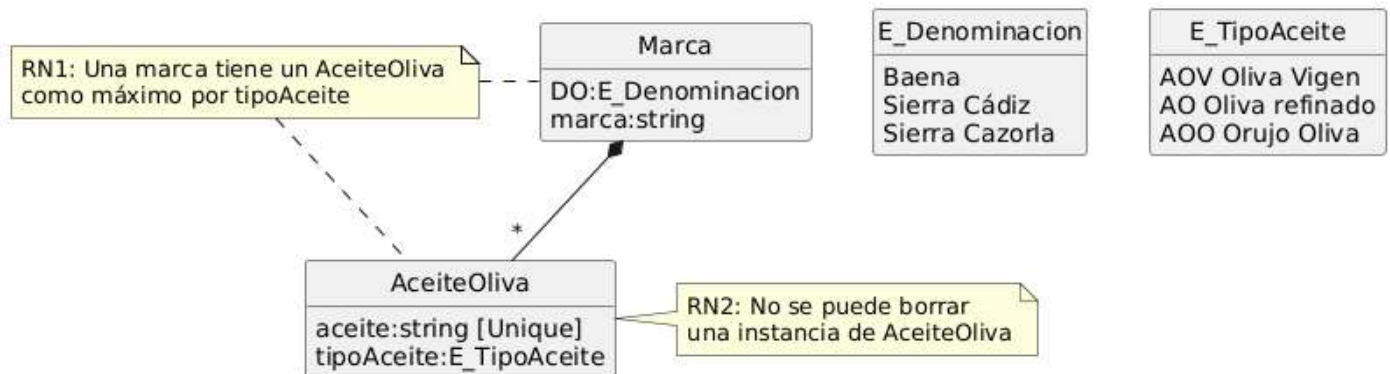 RN1: Una marca tiene un AceiteOliva
como máximo por tipoAceite
Marca
DO:E_Denominacion
marca:string
E_Denominacion
Baena
Sierra Cádiz
Sierra Cazorla
E_TipoAceite
AOV Oliva Vigen
AO Oliva refinado
AOO Orujo Oliva
*
AceiteOliva
aceite:string [Unique]
tipoAceite:E_TipoAceite
RN2: No se puede borrar
una instancia de AceiteOliva